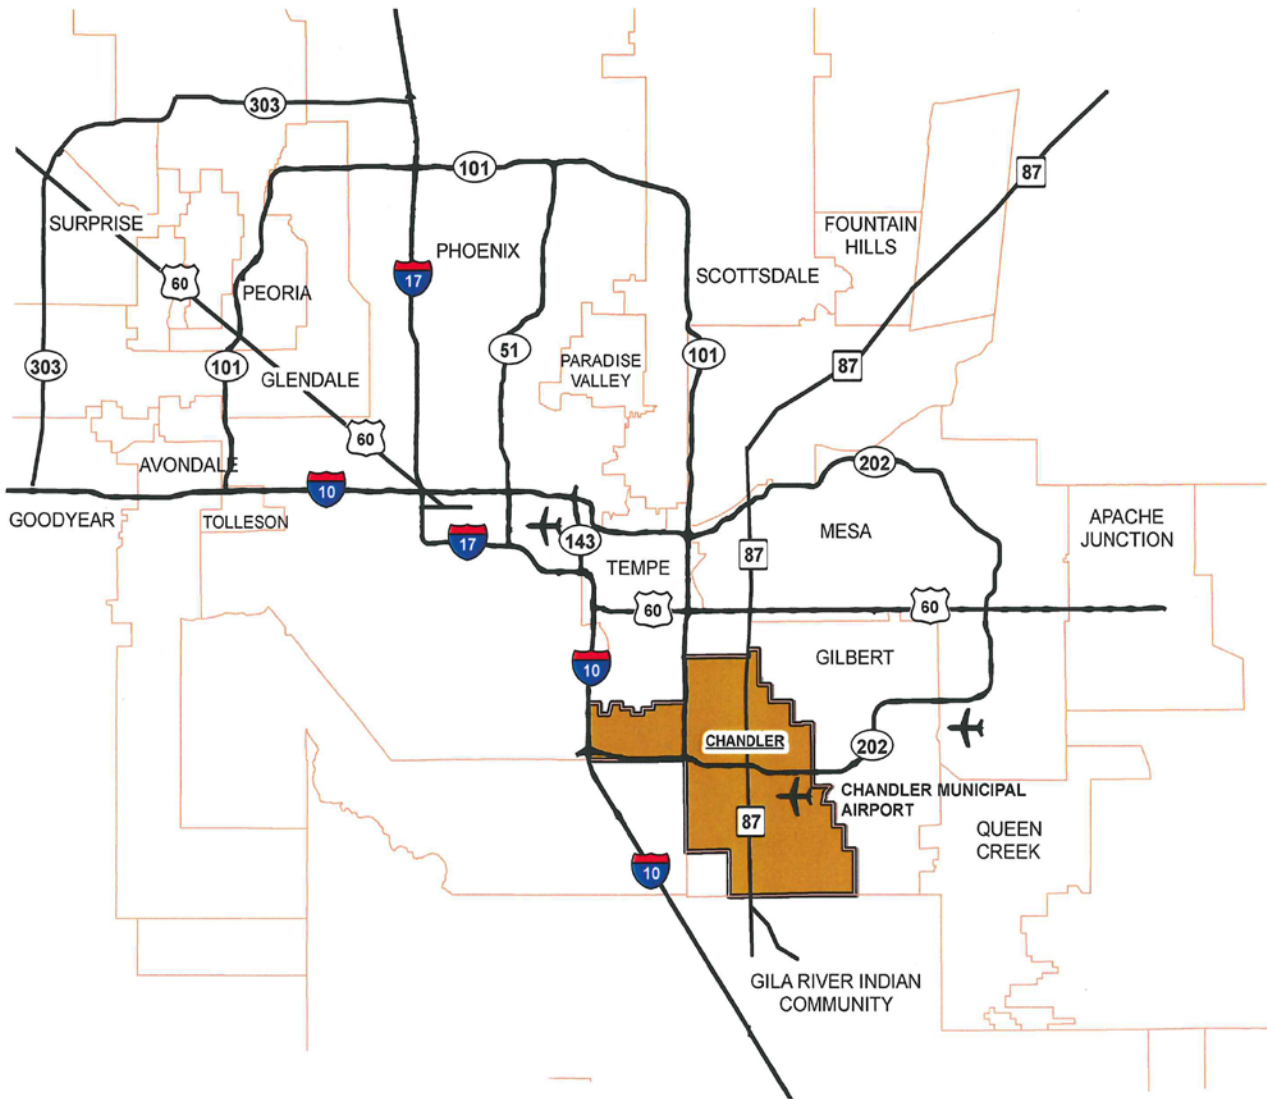 303
101
87
SURPRISE
FOUNTAIN
HILLS
PHOENIX
SCOTTSDALE
60
17
PEORIA
51
PARADISE
VALLEY
101
87
303
101
GLENDALE
60
202
AVONDALE
10
GOODYEAR
TOLLESON
17
143
87
MESA
APACHE
JUNCTION
TEMPE
60
60
10
GILBERT
CHANDLER
202
CHANDLER MUNICIPAL
AIRPORT
87
QUEEN
CREEK
10
GILA RIVER INDIAN
COMMUNITY